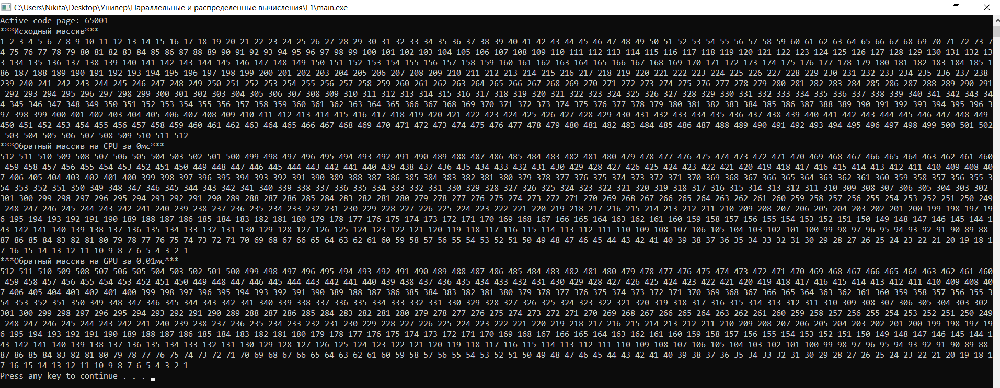 C:\Users\Nikita\Desktop\Универ\Параллельные и распределенные вычисления\L1\main.exe
Active code page: 65001
***Исходный массив***
1 2 3 4 5 6 7 8 9 10 11 12 13 14 15 16 17 18 19 20 21 22 23 24 25 26 27 28 29 30 31 32 33 34 35 36 37 38 39 40 41 42 43 44 45 46 47 48 49 50 51 52 53 54 55 56 57 58 59 60 61 62 63 64 65 66 67 68 69 70 71 72 73 7
4 75 76 77 78 79 80 81 82 83 84 85 86 87 88 89 90 91 92 93 94 95 96 97 98 99 100 101 102 103 104 105 106 107 108 109 110 111 112 113 114 115 116 117 118 119 120 121 122 123 124 125 126 127 128 129 130 131 132 13
3 134 135 136 137 138 139 140 141 142 143 144 145 146 147 148 149 150 151 152 153 154 155 156 157 158 159 160 161 162 163 164 165 166 167 168 169 170 171 172 173 174 175 176 177 178 179 180 181 182 183 184 185 1
86 187 188 189 190 191 192 193 194 195 196 197 198 199 200 201 202 203 204 205 206 207 208 209 210 211 212 213 214 215 216 217 218 219 220 221 222 223 224 225 226 227 228 229 230 231 232 233 234 235 236 237 238
239 240 241 242 243 244 245 246 247 248 249 250 251 252 253 254 255 256 257 258 259 260 261 262 263 264 265 266 267 268 269 270 271 272 273 274 275 276 277 278 279 280 281 282 283 284 285 286 287 288 289 290 291
292 293 294 295 296 297 298 299 300 301 302 303 304 305 306 307 308 309 310 311 312 313 314 315 316 317 318 319 320 321 322 323 324 325 326 327 328 329 330 331 332 333 334 335 336 337 338 339 340 341 342 343 34
4 345 346 347 348 349 350 351 352 353 354 355 356 357 358 359 360 361 362 363 364 365 366 367 368 369 370 371 372 373 374 375 376 377 378 379 380 381 382 383 384 385 386 387 388 389 390 391 392 393 394 395 396 3
97 398 399 400 401 402 403 404 405 406 407 408 409 410 411 412 413 414 415 416 417 418 419 420 421 422 423 424 425 426 427 428 429 430 431 432 433 434 435 436 437 438 439 440 441 442 443 444 445 446 447 448 449
450 451 452 453 454 455 456 457 458 459 460 461 462 463 464 465 466 467 468 469 470 471 472 473 474 475 476 477 478 479 480 481 482 483 484 485 486 487 488 489 490 491 492 493 494 495 496 497 498 499 500 501 502
503 504 505 506 507 508 509 510 511 512
***Обратный массив на CPU за 0мс***
512 511 510 509 508 507 506 505 504 503 502 501 500 499 498 497 496 495 494 493 492 491 490 489 488 487 486 485 484 483 482 481 480 479 478 477 476 475 474 473 472 471 470 469 468 467 466 465 464 463 462 461 460
459 458 457 456 455 454 453 452 451 450 449 448 447 446 445 444 443 442 441 440 439 438 437 436 435 434 433 432 431 430 429 428 427 426 425 424 423 422 421 420 419 418 417 416 415 414 413 412 411 410 409 408 40
7 406 405 404 403 402 401 400 399 398 397 396 395 394 393 392 391 390 389 388 387 386 385 384 383 382 381 380 379 378 377 376 375 374 373 372 371 370 369 368 367 366 365 364 363 362 361 360 359 358 357 356 355 3
54 353 352 351 350 349 348 347 346 345 344 343 342 341 340 339 338 337 336 335 334 333 332 331 330 329 328 327 326 325 324 323 322 321 320 319 318 317 316 315 314 313 312 311 310 309 308 307 306 305 304 303 302
301 300 299 298 297 296 295 294 293 292 291 290 289 288 287 286 285 284 283 282 281 280 279 278 277 276 275 274 273 272 271 270 269 268 267 266 265 264 263 262 261 260 259 258 257 256 255 254 253 252 251 250 249
248 247 246 245 244 243 242 241 240 239 238 237 236 235 234 233 232 231 230 229 228 227 226 225 224 223 222 221 220 219 218 217 216 215 214 213 212 211 210 209 208 207 206 205 204 203 202 201 200 199 198 197 19
6 195 194 193 192 191 190 189 188 187 186 185 184 183 182 181 180 179 178 177 176 175 174 173 172 171 170 169 168 167 166 165 164 163 162 161 160 159 158 157 156 155 154 153 152 151 150 149 148 147 146 145 144 1
43 142 141 140 139 138 137 136 135 134 133 132 131 130 129 128 127 126 125 124 123 122 121 120 119 118 117 116 115 114 113 112 111 110 109 108 107 106 105 104 103 102 101 100 99 98 97 96 95 94 93 92 91 90 89 88
87 86 85 84 83 82 81 80 79 78 77 76 75 74 73 72 71 70 69 68 67 66 65 64 63 62 61 60 59 58 57 56 55 54 53 52 51 50 49 48 47 46 45 44 43 42 41 40 39 38 37 36 35 34 33 32 31 30 29 28 27 26 25 24 23 22 21 20 19 18 1
7 16 15 14 13 12 11 10 9 8 7 6 5 4 3 2 1
***Обратный массив на GPU за 0.01мс***
512 511 510 509 508 507 506 505 504 503 502 501 500 499 498 497 496 495 494 493 492 491 490 489 488 487 486 485 484 483 482 481 480 479 478 477 476 475 474 473 472 471 470 469 468 467 466 465 464 463 462 461 460
459 458 457 456 455 454 453 452 451 450 449 448 447 446 445 444 443 442 441 440 439 438 437 436 435 434 433 432 431 430 429 428 427 426 425 424 423 422 421 420 419 418 417 416 415 414 413 412 411 410 409 408 40
7 406 405 404 403 402 401 400 399 398 397 396 395 394 393 392 391 390 389 388 387 386 385 384 383 382 381 380 379 378 377 376 375 374 373 372 371 370 369 368 367 366 365 364 363 362 361 360 359 358 357 356 355 3
54 353 352 351 350 349 348 347 346 345 344 343 342 341 340 339 338 337 336 335 334 333 332 331 330 329 328 327 326 325 324 323 322 321 320 319 318 317 316 315 314 313 312 311 310 309 308 307 306 305 304 303 302
301 300 299 298 297 296 295 294 293 292 291 290 289 288 287 286 285 284 283 282 281 280 279 278 277 276 275 274 273 272 271 270 269 268 267 266 265 264 263 262 261 260 259 258 257 256 255 254 253 252 251 250 249
248 247 246 245 244 243 242 241 240 239 238 237 236 235 234 233 232 231 230 229 228 227 226 225 224 223 222 221 220 219 218 217 216 215 214 213 212 211 210 209 208 207 206 205 204 203 202 201 200 199 198 197 19
6 195 194 193 192 191 190 189 188 187 186 185 184 183 182 181 180 179 178 177 176 175 174 173 172 171 170 169 168 167 166 165 164 163 162 161 160 159 158 157 156 155 154 153 152 151 150 149 148 147 146 145 144 1
43 142 141 140 139 138 137 136 135 134 133 132 131 130 129 128 127 126 125 124 123 122 121 120 119 118 117 116 115 114 113 112 111 110 109 108 107 106 105 104 103 102 101 100 99 98 97 96 95 94 93 92 91 90 89 88
87 86 85 84 83 82 81 80 79 78 77 76 75 74 73 72 71 70 69 68 67 66 65 64 63 62 61 60 59 58 57 56 55 54 53 52 51 50 49 48 47 46 45 44 43 42 41 40 39 38 37 36 35 34 33 32 31 30 29 28 27 26 25 24 23 22 21 20 19 18 1
7 16 15 14 13 12 11 10 9 8 7 6 5 4 3 2 1
Press any key to continue . . .